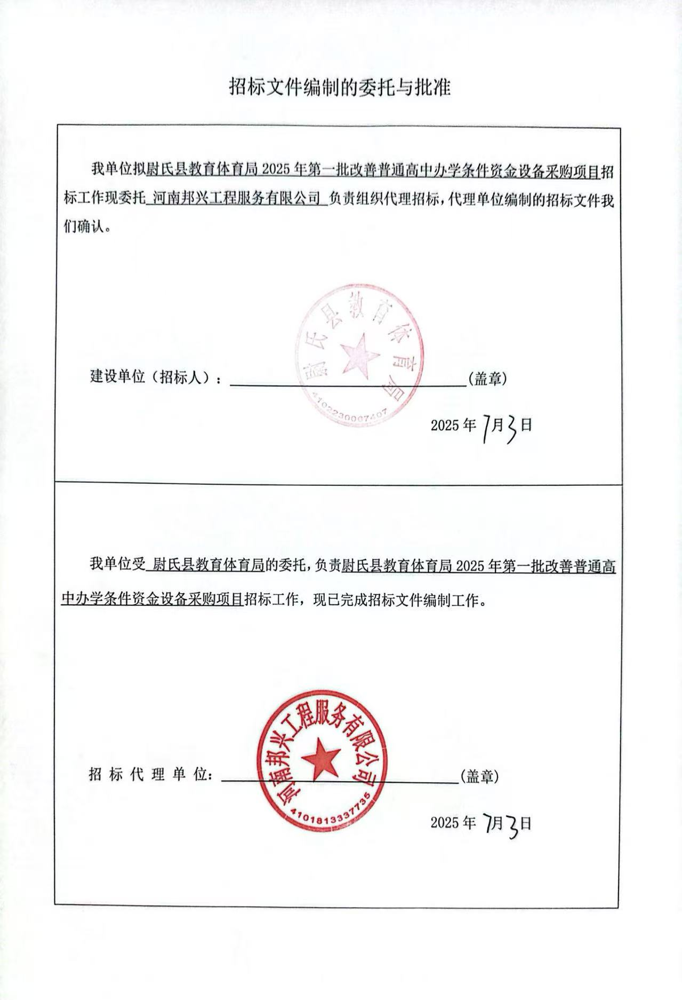 招标文件编制的委托与批准
我单位拟尉氏县教育体育局 2025 年第一批改善普通高中办学条件资金设备采购项目招
标工作现委托 河南邦兴工程服务有限公司 负责组织代理招标，代理单位编制的招标文件我
们确认。
尉氏县教育体育局
4102230007407
建设单位（招标人）：(盖章)
2025 年 7月3日
我单位受 尉氏县教育体育局的委托，负责尉氏县教育体育局 2025 年第一批改善普通高
中办学条件资金设备采购项目招标工作，现已完成招标文件编制工作。
河南邦兴工程服务有限公司
4101813337735
招标代理单位：(盖章)
2025 年 7月3日